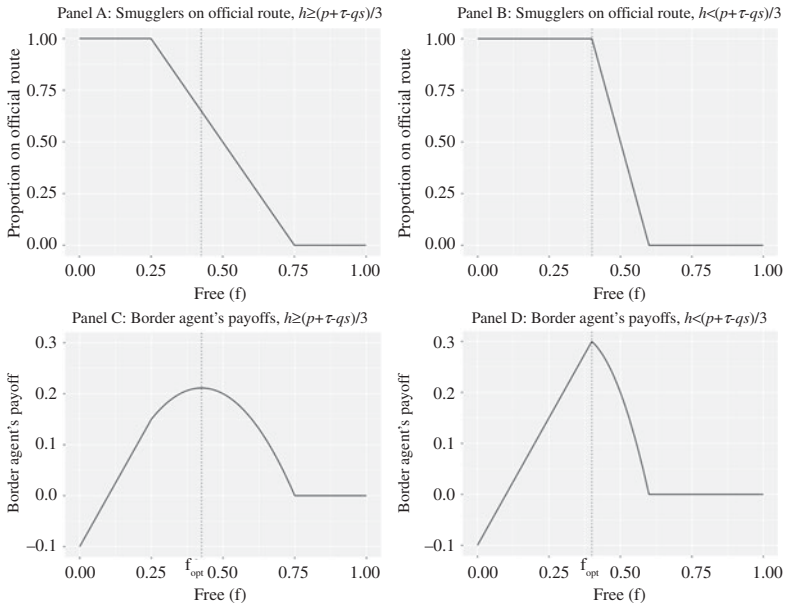 Panel A: Smugglers on official route, h≥(p+τ-qs)/3
Proportion on official route
1.00
0.75
0.50
0.25
0.00
0.00 0.25 0.50 0.75 1.00
Free (f)
Panel B: Smugglers on official route, h<(p+τ-qs)/3
Proportion on official route
1.00
0.75
0.50
0.25
0.00
0.00 0.25 0.50 0.75 1.00
Free (f)
Panel C: Border agent's payoffs, h≥(p+τ-qs)/3
Border agent's payoff
0.3
0.2
0.1
0.0
–0.1
0.00 0.25 fopt 0.50 0.75 1.00
Free (f)
Panel D: Border agent's payoffs, h<(p+τ-qs)/3
Border agent's payoff
0.3
0.2
0.1
0.0
–0.1
0.00 0.25 fopt 0.50 0.75 1.00
Free (f)